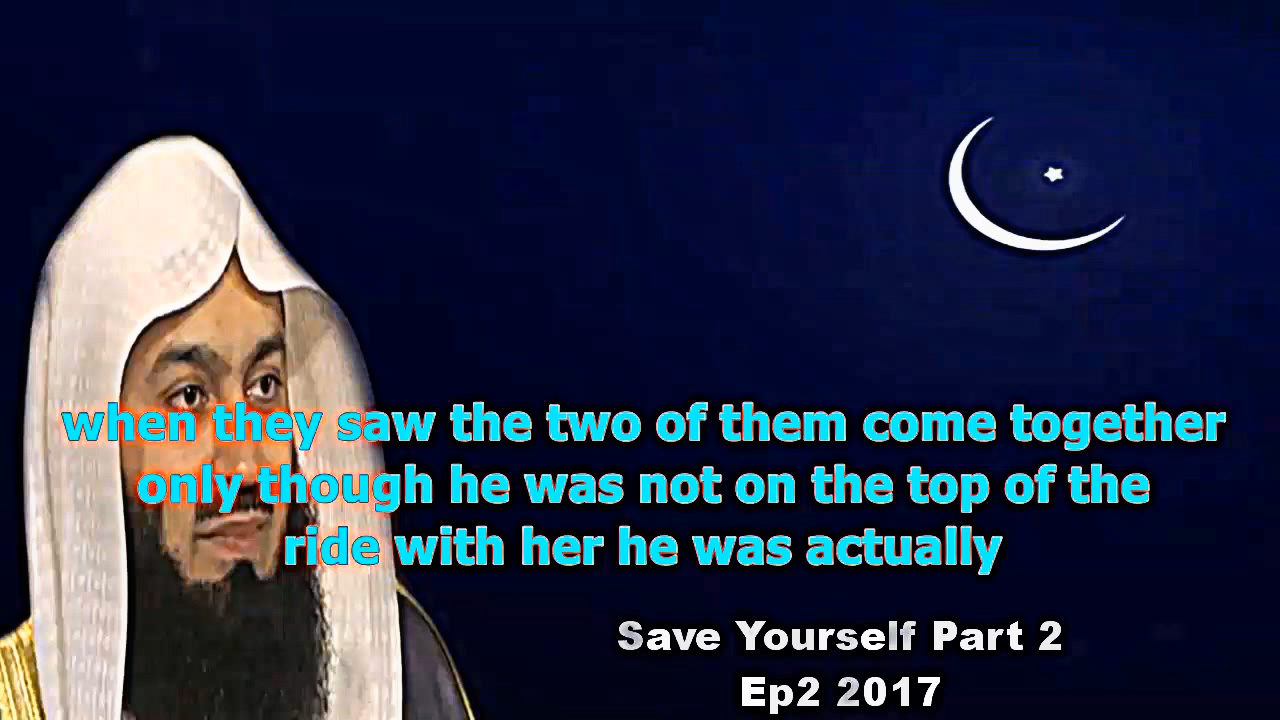 when they saw the two of them come together
only though he was not on the top of the
ride with her he was actually
Save Yourself Part 2
Ep2 2017